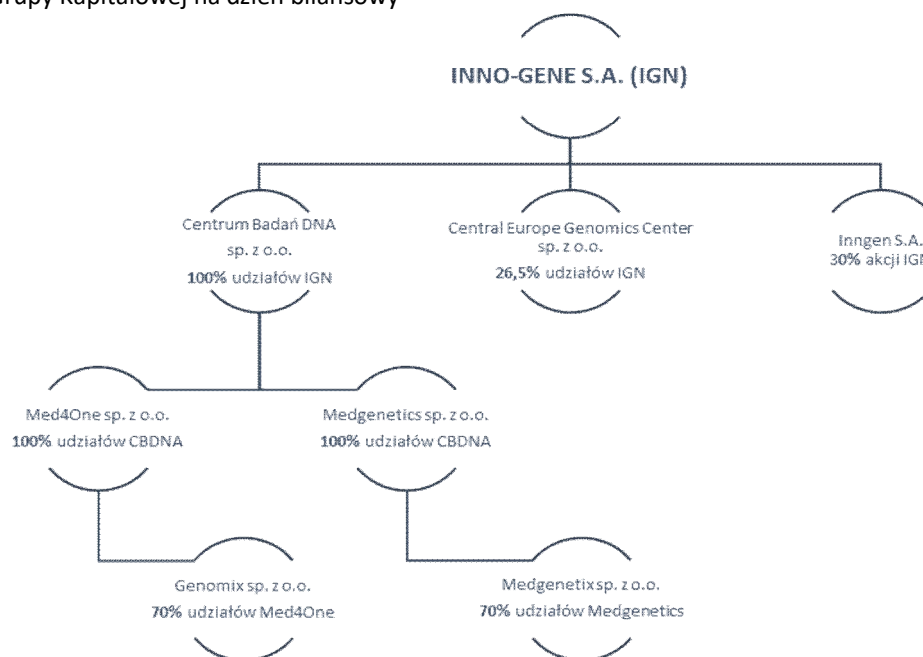 rupy Kapitałowej na dzień bilansowy
INNO-GENE S.A. (IGN)
Centrum Badań DNA
sp. z o.o.
100% udziałów IGN
Central Europe Genomics Center
sp. z o.o.
26,5% udziałów IGN
Inngen S.A.
30% akcji IGN
Med4One sp. z o.o.
100% udziałów CBDNA
Medgenetics sp. z o.o.
100% udziałów CBDNA
Genomix sp. z o.o.
70% udziałów Med4One
Medgenetix sp. z o.o.
70% udziałów Medgenetics